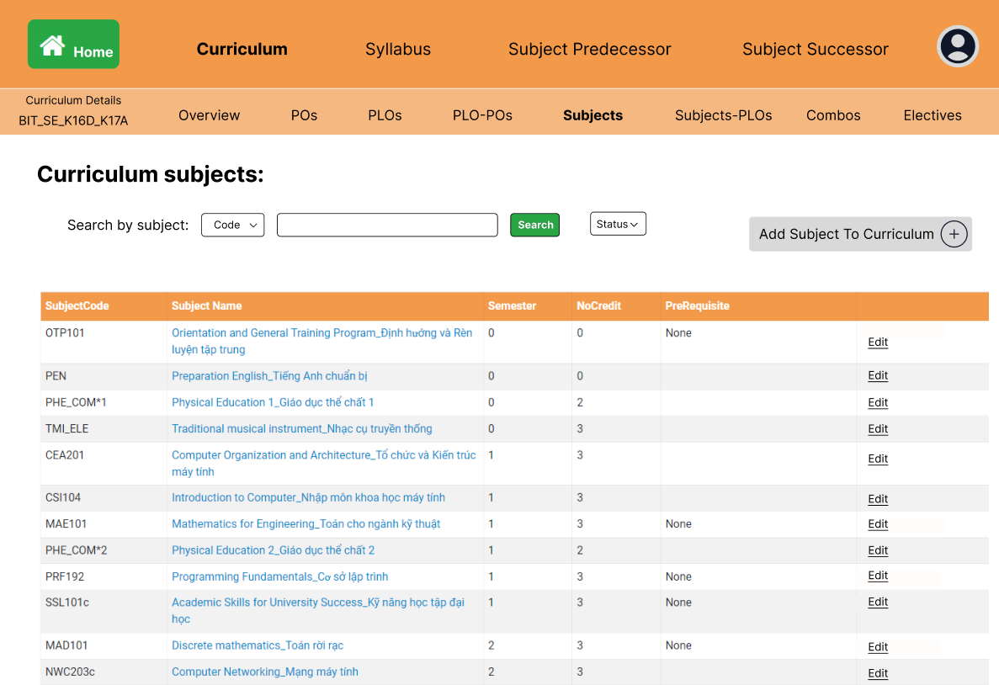 Home
Curriculum
Syllabus
Subject Predecessor
Subject Successor
Curriculum Details
BIT_SE_K16D_K17A
Overview
POs
PLOs
PLO-POs
Subjects
Subjects-PLOs
Combos
Electives
Curriculum subjects:
Search by subject:
Code
Search
Status
Add Subject To Curriculum
SubjectCode Subject Name Semester NoCredit PreRequisite
OTP101 Orientation and General Training Program_Định hướng và Rèn 0 0 None
luyện tập trung
Edit
PEN Preparation English_Tiếng Anh chuẩn bị 0 0 Edit
PHE_COM*1 Physical Education 1_Giáo dục thể chất 1 0 2 Edit
TMI_ELE Traditional musical instrument_Nhạc cụ truyền thống 0 3 Edit
CEA201 Computer Organization and Architecture_Tổ chức và Kiến trúc 1 3
máy tính
Edit
CSI104 Introduction to Computer_Nhập môn khoa học máy tính 1 3 Edit
MAE101 Mathematics for Engineering_Toán cho ngành kỹ thuật 1 3 None Edit
PHE_COM*2 Physical Education 2_Giáo dục thể chất 2 1 2 Edit
PRF192 Programming Fundamentals_Cơ sở lập trình 1 3 None Edit
SSL101c Academic Skills for University Success_Kỹ năng học tập đại 1 3 None Edit
học
MAD101 Discrete mathematics_Toán rời rạc 2 3 None Edit
NWC203c Computer Networking_Mạng máy tính 2 3 Edit